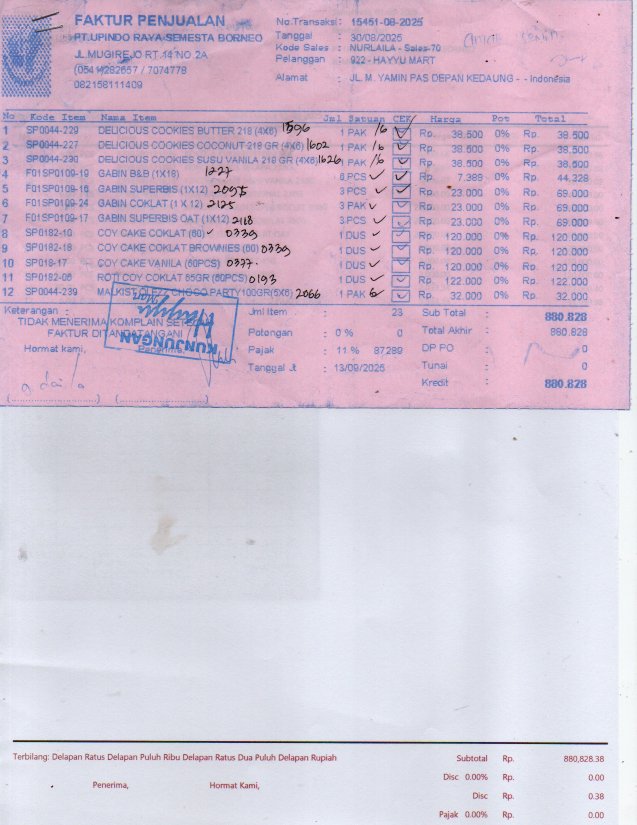 FAKTUR PENJUALAN No.Transaksi : 15451-08-2025
PT.UPINDO RAYA SEMESTA BORNEO Tanggal : 30/08/2025
Kode Sales : NURLAILA - Sales-70
JL.MUGIREJO RT.14 NO 2A Pelanggan : 922 - HAYYU MART
(0541)282657 / 7074778 Alamat : JL. M. YAMIN PAS DEPAN KEDAUNG - - Indonesia
082158111409
No Kode Item Nama Item Jml Satuan CEK Harga Pot Total
1 SP0044-229 DELICIOUS COOKIES BUTTER 218 (4X6) 1596 1 PAK /6 Rp. 38.500 0% Rp. 38.500
2 SP0044-227 DELICIOUS COOKIES COCONUT 218 GR (4X6) 1602 1 PAK /6 Rp. 38.500 0% Rp. 38.500
3 SP0044-230 DELICIOUS COOKIES SUSU VANILA 218 GR (4X6) 1626 1 PAK /6 Rp. 38.500 0% Rp. 38.500
4 F01SP0109-19 GABIN B&B (1X16) 1227 6 PCS Rp. 7.388 0% Rp. 44.328
5 F01SP0109-16 GABIN SUPERBIS (1X12) 2095 3 PCS Rp. 23.000 0% Rp. 69.000
6 F01SP0109-24 GABIN COKLAT (1 X 12) 2125 3 PAK Rp. 23.000 0% Rp. 69.000
7 F01SP0109-17 GABIN SUPERBIS OAT (1X12) 2118 3 PCS Rp. 23.000 0% Rp. 69.000
8 SP0182-10 COY CAKE COKLAT (60) 0339 1 DUS Rp. 120.000 0% Rp. 120.000
9 SP0182-18 COY CAKE COKLAT BROWNIES (60) 0339 1 DUS Rp. 120.000 0% Rp. 120.000
10 SP018-17 COY CAKE VANILA (60PCS) 0377 1 DUS Rp. 120.000 0% Rp. 120.000
11 SP0182-06 ROTI COY COKLAT 65GR (60PCS) 0193 1 DUS Rp. 122.000 0% Rp. 122.000
12 SP0044-239 MALKIST OLEZZ CHOCO PARTY 100GR(5X6) 2066 1 PAK 6 Rp. 32.000 0% Rp. 32.000
Keterangan : Jml Item : 23 Sub Total : 880.828
TIDAK MENERIMA KOMPLAIN SETELAH
FAKTUR DITANDATANGANI Potongan : 0 % 0 Total Akhir : 880.828
Hormat kami, Penerima, Pajak : 11 % 87289 DP PO : 0
KUNJUNGAN Tanggal Jt : 13/09/2025 Tunai : 0
Kredit : 880.828
(............................) (............................)
Terbilang: Delapan Ratus Delapan Puluh Ribu Delapan Ratus Dua Puluh Delapan Rupiah Subtotal Rp. 880,828.38
Disc 0.00% Rp. 0.00
Penerima, Hormat Kami, Disc Rp. 0.38
Pajak 0.00% Rp. 0.00